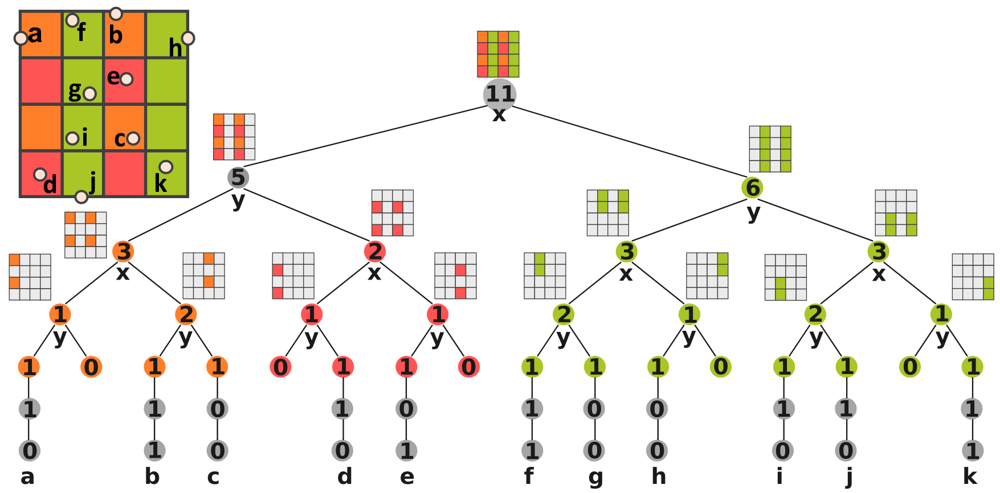 a f b h
g e
i c
d j k
11
x
5 6
y y
3 2 3 3
x x x x
1 2 1 1 2 1 2 1
y y y y y y y y
1 0 1 1 0 1 1 0 1 1 1 0 1 1 0 1
1 1 0 1 0 1 0 0 1 1 1
0 1 0 0 1 1 0 0 0 0 1
a b c d e f g h i j k